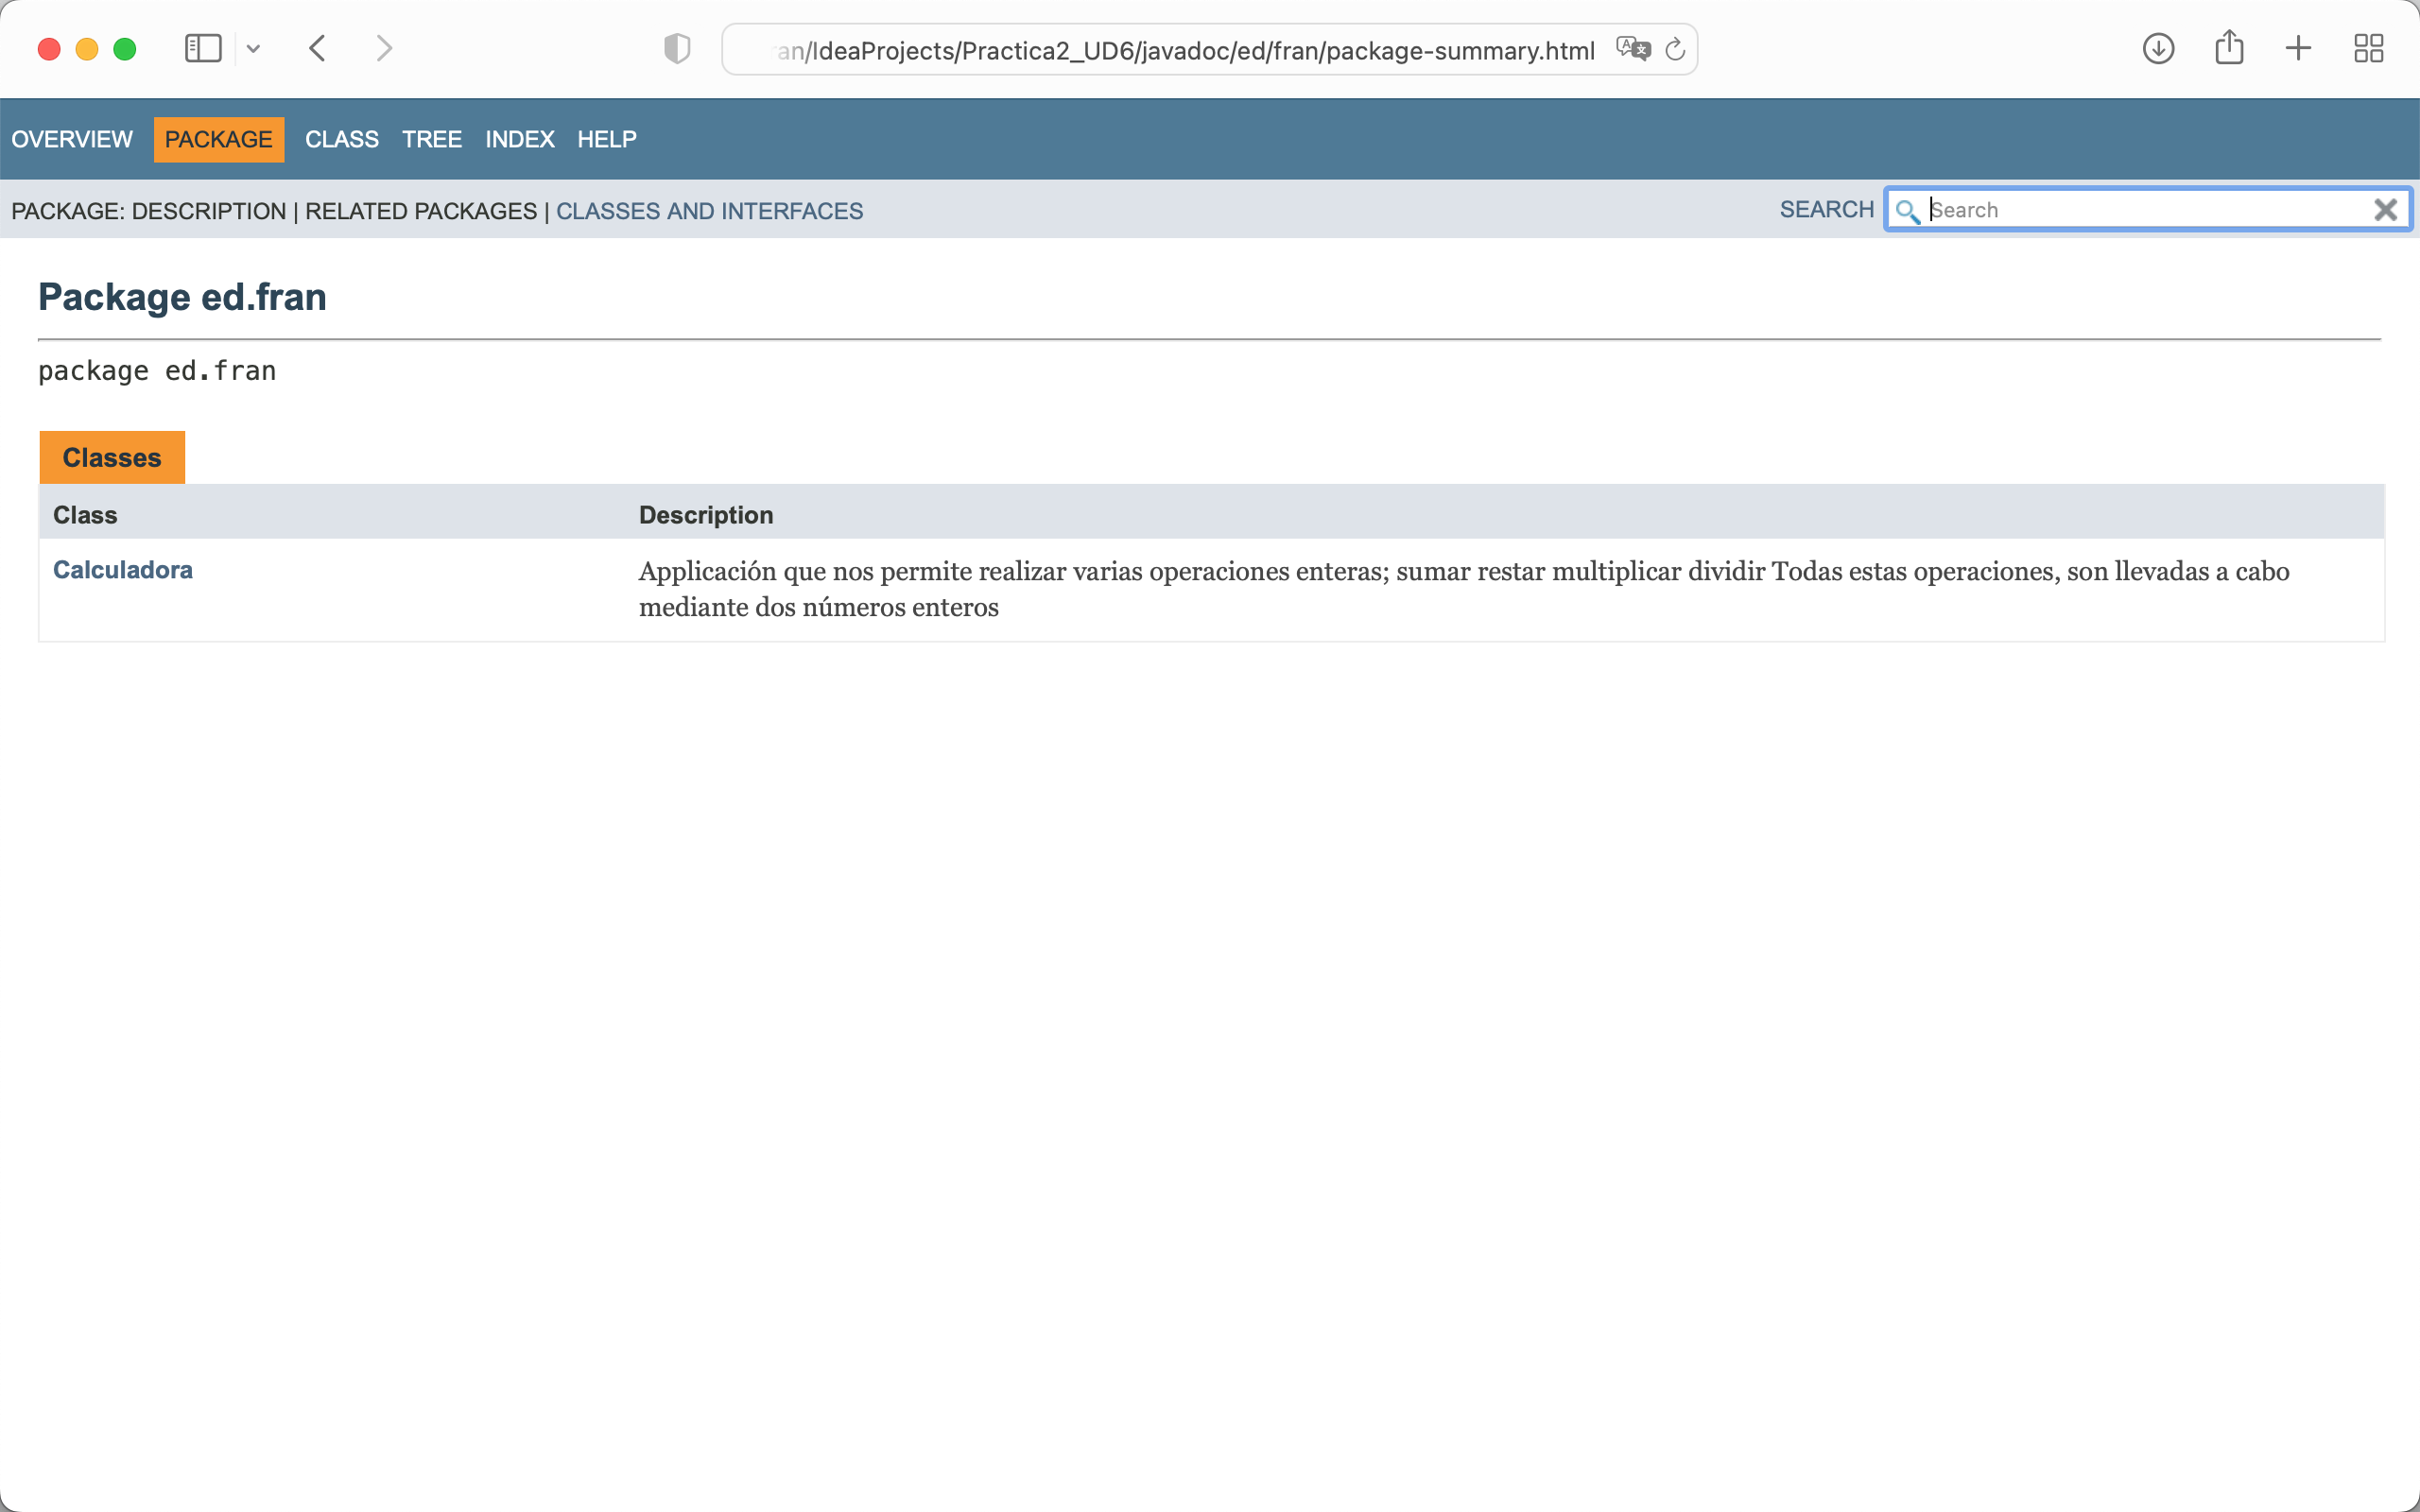 an/IdeaProjects/Practica2_UD6/javadoc/ed/fran/package-summary.html
OVERVIEW PACKAGE CLASS TREE INDEX HELP
PACKAGE: DESCRIPTION | RELATED PACKAGES | CLASSES AND INTERFACES SEARCH Search
Package ed.fran
package ed.fran
Classes
Class Description
Calculadora Applicación que nos permite realizar varias operaciones enteras; sumar restar multiplicar dividir Todas estas operaciones, son llevadas a cabo
mediante dos números enteros